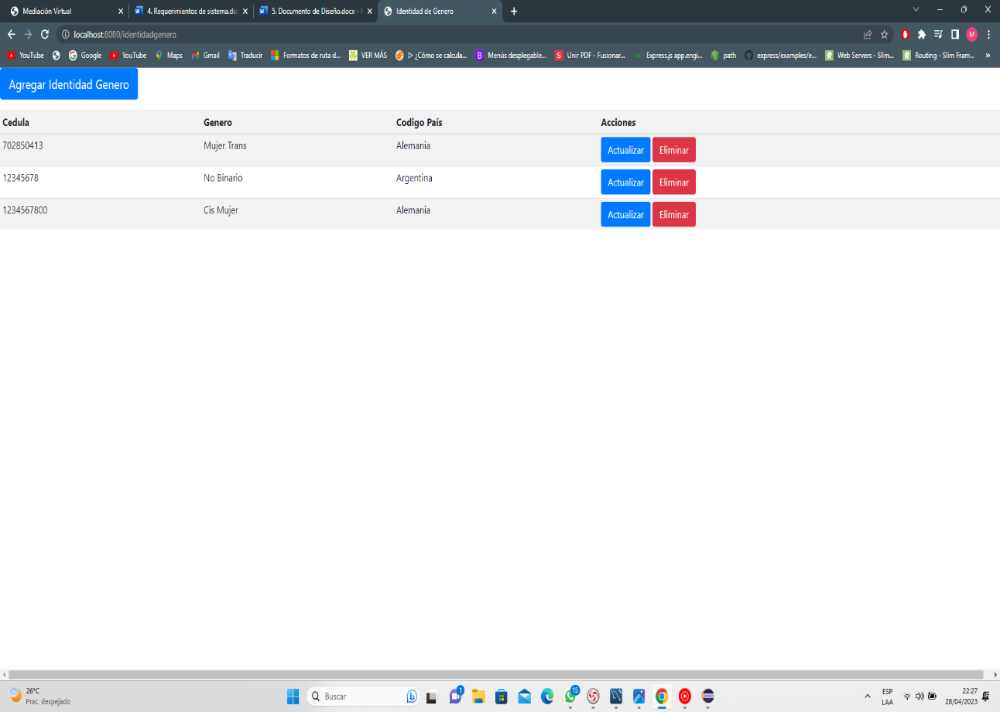 Mediación Virtual
4. Requerimientos de sistema.do
5. Documento de Diseño.docx -
Identidad de Genero
localhost:8080/identidadgenero
M
YouTube Google YouTube Maps Gmail Traducir Formatos de ruta d... VER MÁS ¿Cómo se calcula... Menús desplegable... Unir PDF - Fusionar... Express.js app.engi... path express/examples/e... Web Servers - Slim... Routing - Slim Fram... »
Agregar Identidad Genero
Cedula Genero Codigo País Acciones
702850413 Mujer Trans Alemania Actualizar Eliminar
12345678 No Binario Argentina Actualizar Eliminar
1234567800 Cis Mujer Alemania Actualizar Eliminar
26°C
Prac. despejado
Buscar
1
15
ESP
LAA
22:27
28/04/2023